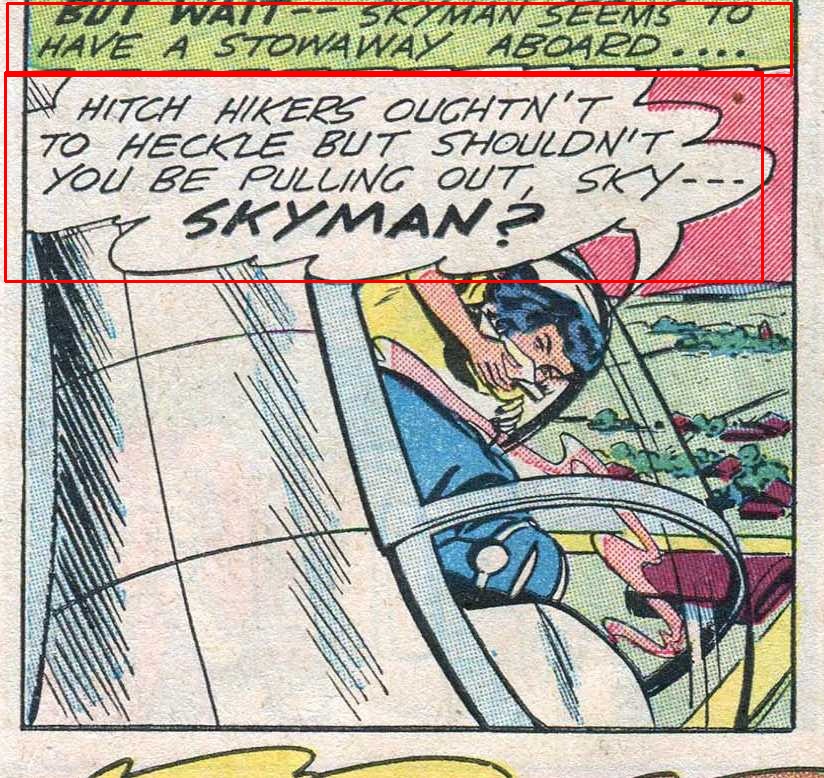 BUT WAIT-- SKYMAN SEEMS TO
HAVE A STOWAWAY ABOARD....
HITCH HIKERS OUGHTN'T
TO HECKLE BUT SHOULDN'T
YOU BE PULLING OUT, SKY---
SKYMAN?